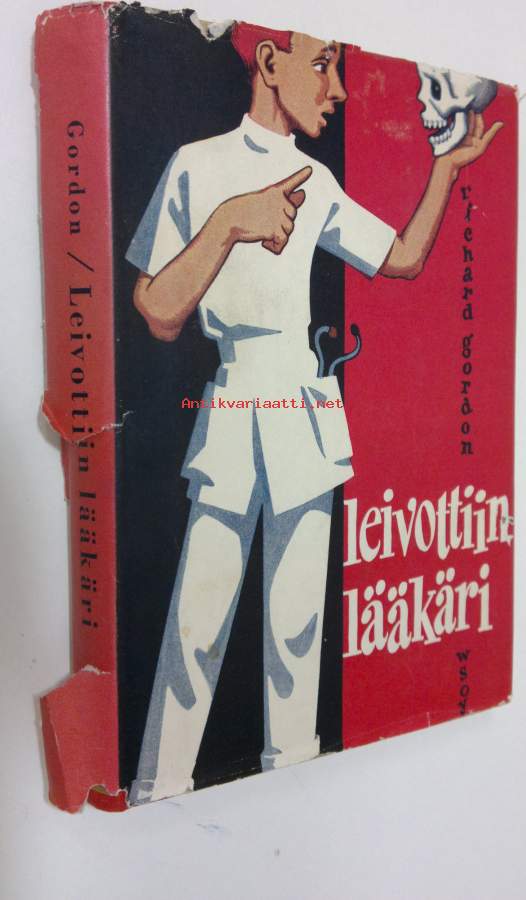 Gordon / Leivottiin lääkäri
richard gordon
leivottiin
lääkäri
WSOY
Antikvariaatti.net